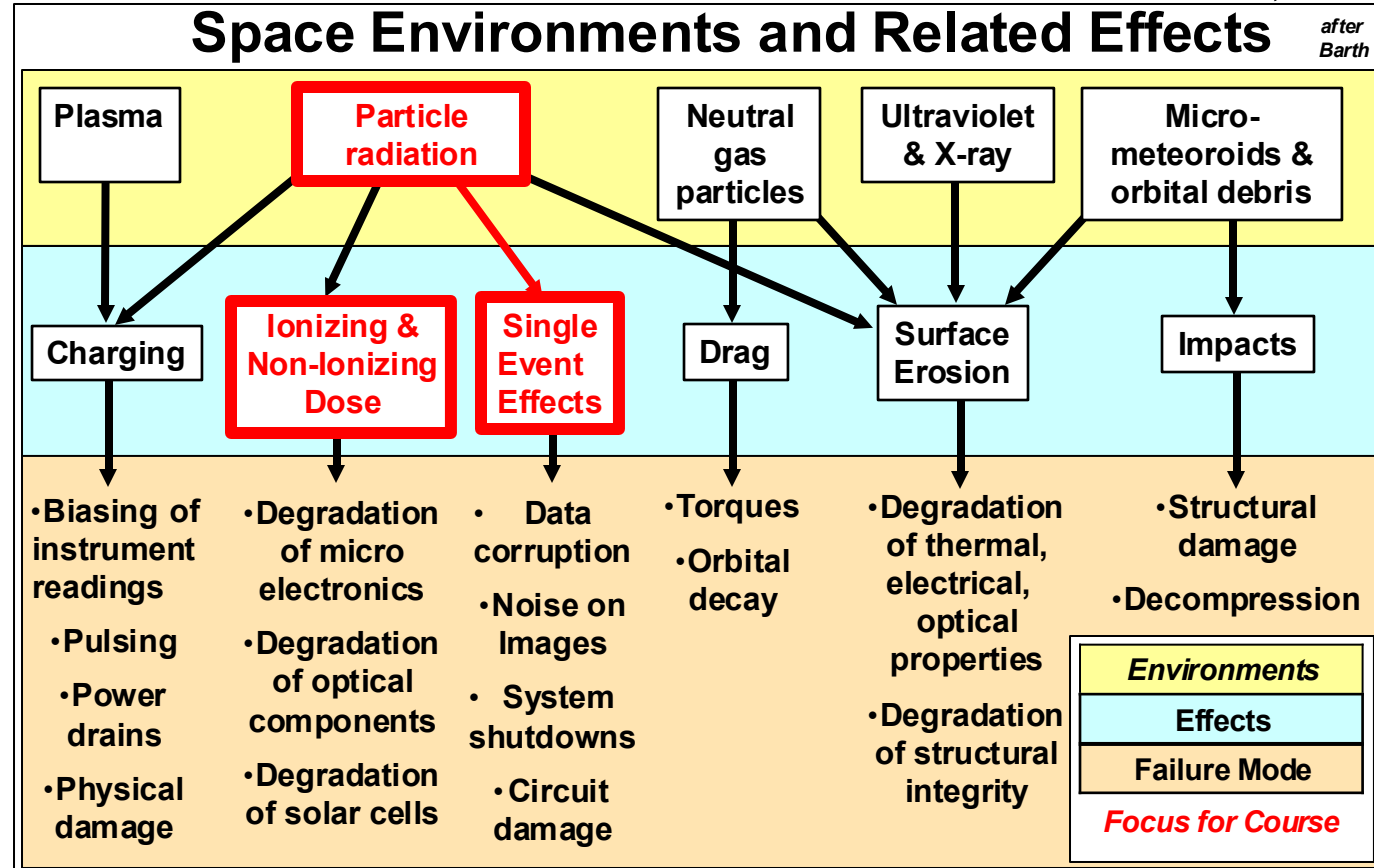 Space Environments and Related Effects
after
Barth
Plasma
Particle
radiation
Neutral
gas
particles
Ultraviolet
& X-ray
Micro-
meteoroids &
orbital debris
Charging
Ionizing &
Non-Ionizing
Dose
Single
Event
Effects
Drag
Surface
Erosion
Impacts
•Biasing of
instrument
readings
•Pulsing
•Power
drains
•Physical
damage
•Degradation
of micro
electronics
•Degradation
of optical
components
•Degradation
of solar cells
• Data
corruption
•Noise on
Images
• System
shutdowns
•Circuit
damage
•Torques
•Orbital
decay
•Degradation
of thermal,
electrical,
optical
properties
•Degradation
of structural
integrity
•Structural
damage
•Decompression
Environments
Effects
Failure Mode
Focus for Course